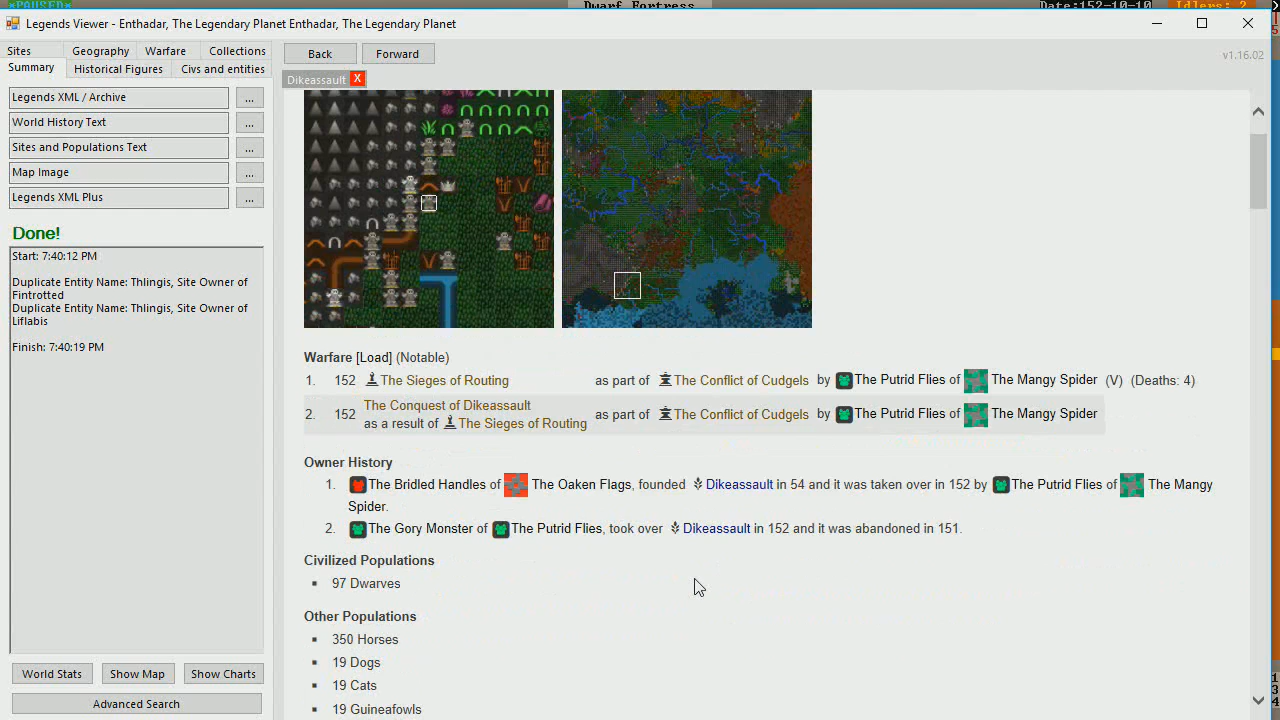 *PAUSED*
Dwarf Fortress
Date:152-10-10
Idlers: 2
Legends Viewer - Enthadar, The Legendary Planet Enthadar, The Legendary Planet
Sites Geography Warfare Collections
Summary Historical Figures Civs and entities
Back Forward
v1.16.02
Dikeassault X
Legends XML / Archive ...
World History Text ...
Sites and Populations Text ...
Map Image ...
Legends XML Plus ...
Done!
Start: 7:40:12 PM
Duplicate Entity Name: Thlingis, Site Owner of
Fintrotted
Duplicate Entity Name: Thlingis, Site Owner of
Liflabis
Finish: 7:40:19 PM
World Stats Show Map Show Charts
Advanced Search
Warfare [Load] (Notable)
1. 152 The Sieges of Routing as part of The Conflict of Cudgels by The Putrid Flies of The Mangy Spider (V) (Deaths: 4)
2. 152 The Conquest of Dikeassault
as a result of The Sieges of Routing as part of The Conflict of Cudgels by The Putrid Flies of The Mangy Spider
Owner History
1. The Bridled Handles of The Oaken Flags, founded Dikeassault in 54 and it was taken over in 152 by The Putrid Flies of The Mangy
Spider.
2. The Gory Monster of The Putrid Flies, took over Dikeassault in 152 and it was abandoned in 151.
Civilized Populations
97 Dwarves
Other Populations
350 Horses
19 Dogs
19 Cats
19 Guineafowls